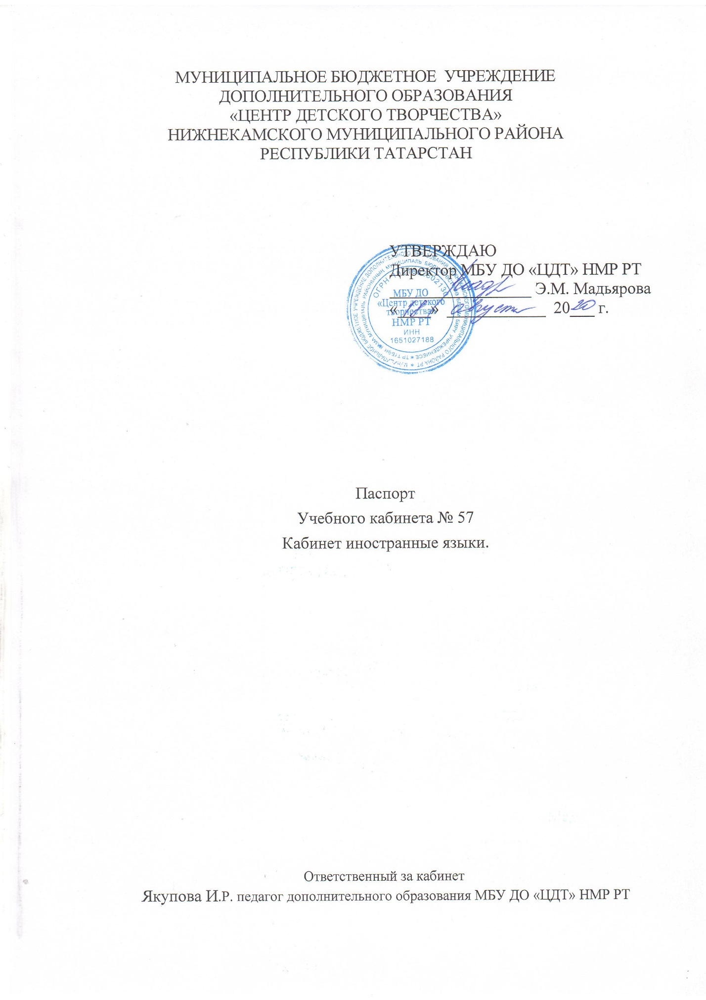 МУНИЦИПАЛЬНОЕ БЮДЖЕТНОЕ УЧРЕЖДЕНИЕ
ДОПОЛНИТЕЛЬНОГО ОБРАЗОВАНИЯ
«ЦЕНТР ДЕТСКОГО ТВОРЧЕСТВА»
НИЖНЕКАМСКОГО МУНИЦИПАЛЬНОГО РАЙОНА
РЕСПУБЛИКИ ТАТАРСТАН
УТВЕРЖДАЮ
Директор МБУ ДО «ЦДТ» НМР РТ
Э.М. Мадьярова
« » августа 2020 г.
МБУ ДО
«Центр детского
творчества»
НМР РТ
ИНН
1651027188
Паспорт
Учебного кабинета № 57
Кабинет иностранные языки.
Ответственный за кабинет
Якупова И.Р. педагог дополнительного образования МБУ ДО «ЦДТ» НМР РТ